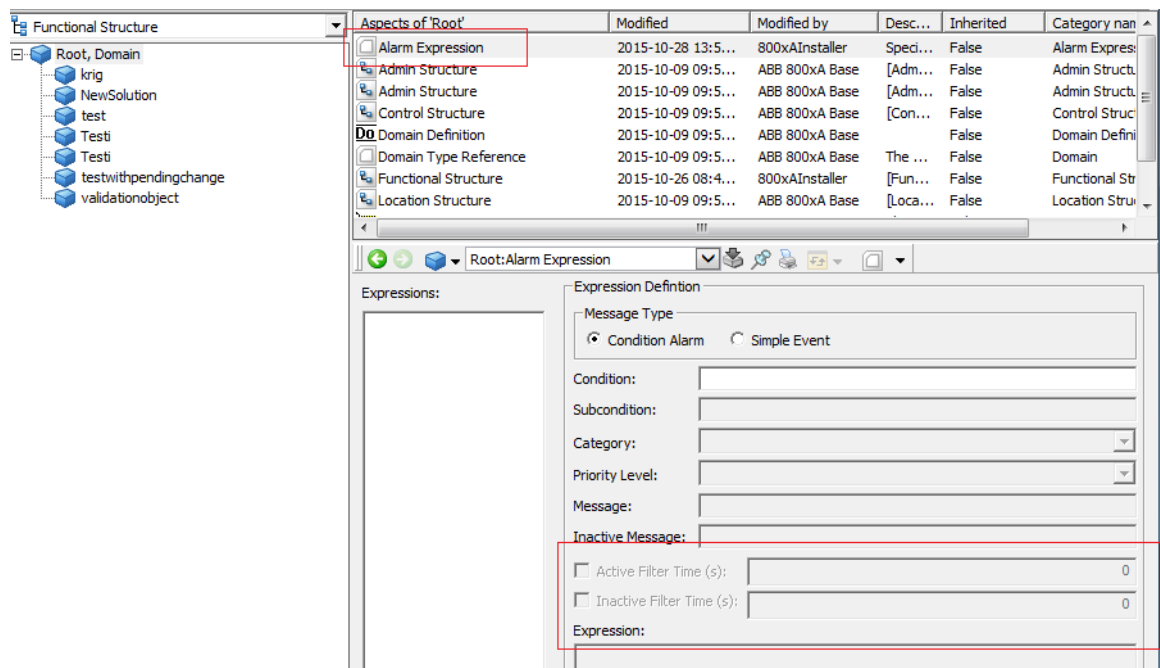 Functional Structure
Root, Domain
krig
NewSolution
test
Testi
Testi
testwithpendingchange
validationobject
Aspects of 'Root' Modified Modified by Desc... Inherited Category nam
Alarm Expression 2015-10-28 13:5... 800xAInstaller Speci... False Alarm Express
Admin Structure 2015-10-09 09:5... ABB 800xA Base [Adm... False Admin Structu
Admin Structure 2015-10-09 09:5... ABB 800xA Base [Adm... False Admin Structu
Control Structure 2015-10-09 09:5... ABB 800xA Base [Con... False Control Struct
Do Domain Definition 2015-10-09 09:5... ABB 800xA Base False Domain Defini
Domain Type Reference 2015-10-09 09:5... ABB 800xA Base The ... False Domain
Functional Structure 2015-10-26 08:4... 800xAInstaller [Fun... False Functional Str
Location Structure 2015-10-09 09:5... ABB 800xA Base [Loca... False Location Struc
Root:Alarm Expression
Expressions:
Expression Defintion
Message Type
Condition Alarm Simple Event
Condition:
Subcondition:
Category:
Priority Level:
Message:
Inactive Message:
Active Filter Time (s): 0
Inactive Filter Time (s): 0
Expression: